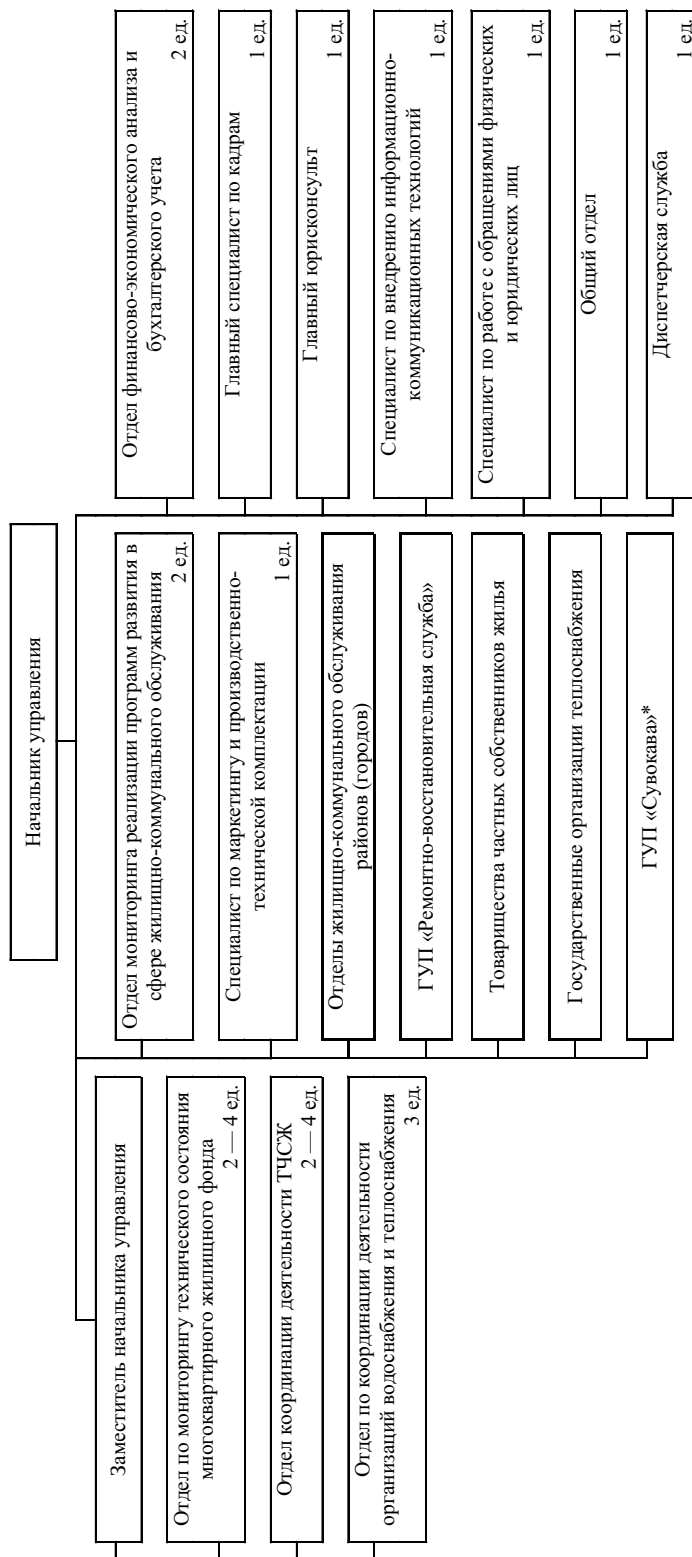 Начальник управления
Заместитель начальника управления
Отдел по мониторингу технического состояния
многоквартирного жилищного фонда
2 — 4 ед.
Отдел координации деятельности ТЧСЖ
2 — 4 ед.
Отдел по координации деятельности
организаций водоснабжения и теплоснабжения
3 ед.
Отдел мониторинга реализации программ развития в
сфере жилищно-коммунального обслуживания
2 ед.
Специалист по маркетингу и производственно-
технической комплектации
1 ед.
Отделы жилищно-коммунального обслуживания
районов (городов)
ГУП «Ремонтно-восстановительная служба»
Товарищества частных собственников жилья
Государственные организации теплоснабжения
ГУП «Сувокава»*
Отдел финансово-экономического анализа и
бухгалтерского учета
2 ед.
Главный специалист по кадрам
1 ед.
Главный юрисконсульт
1 ед.
Специалист по внедрению информационно-
коммуникационных технологий
1 ед.
Специалист по работе с обращениями физических
и юридических лиц
1 ед.
Общий отдел
1 ед.
Диспетчерская служба
1 ед.